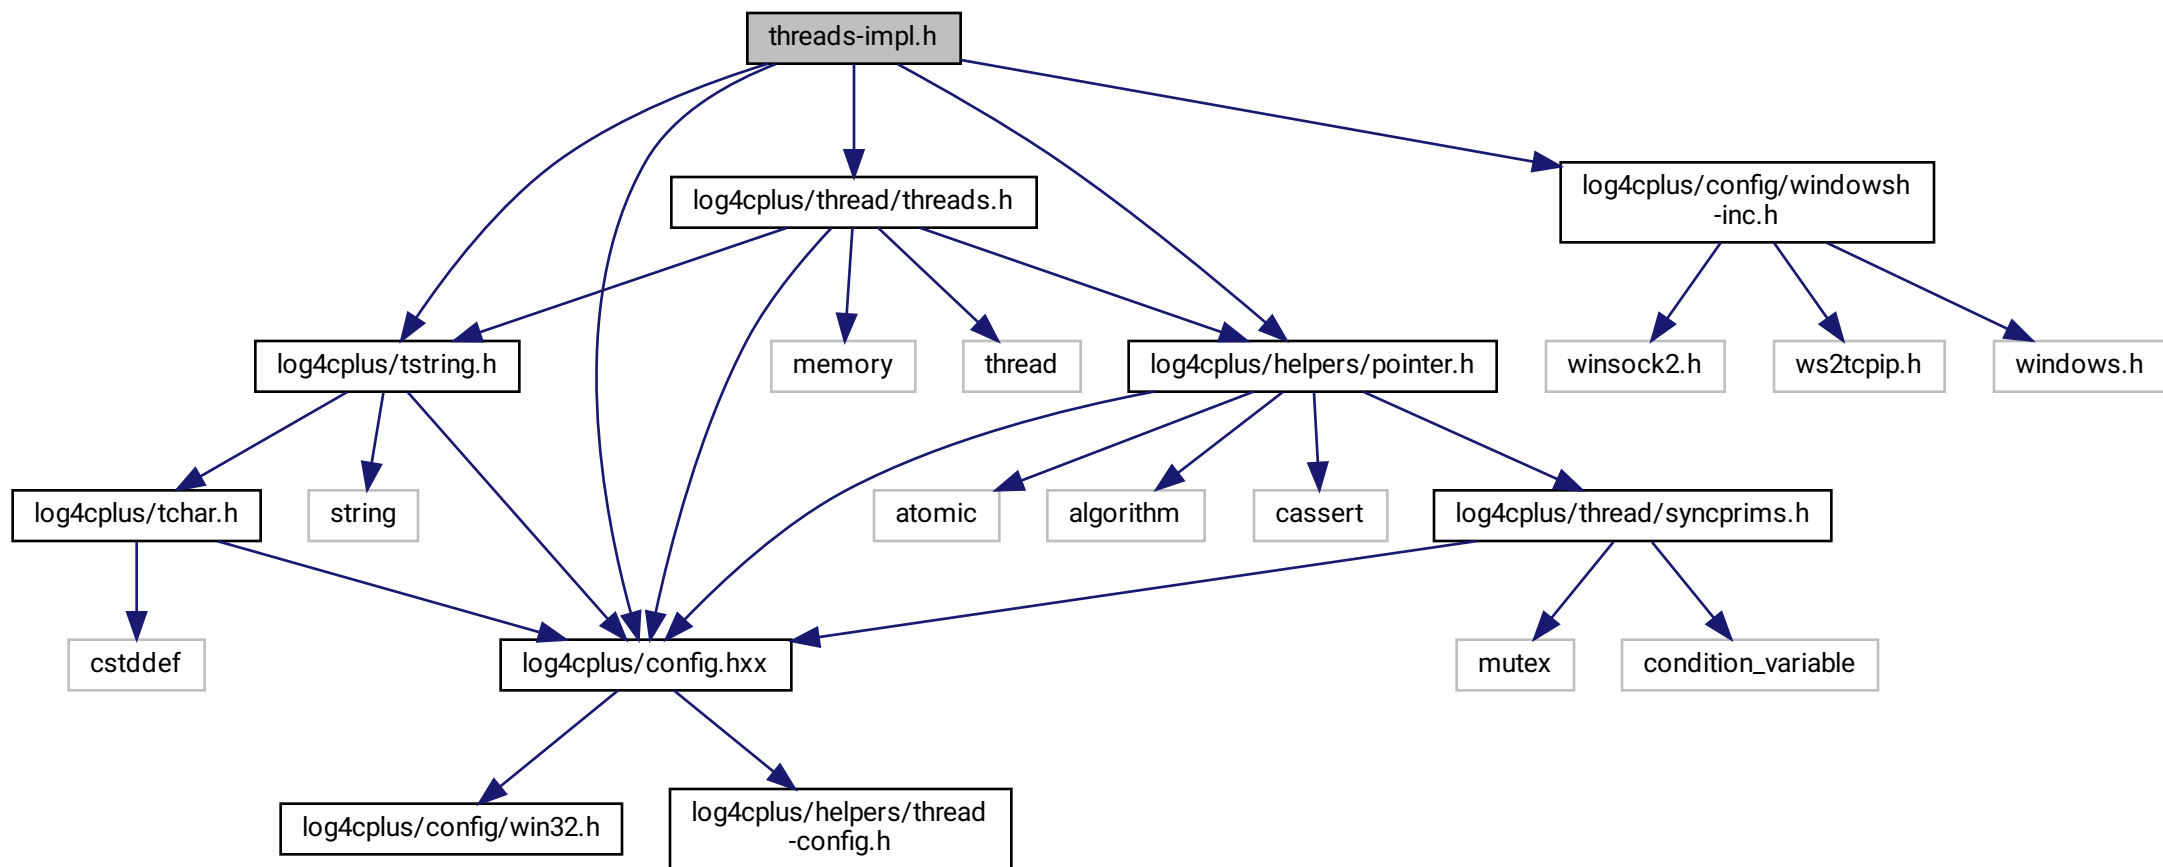 threads-impl.h
log4cplus/thread/threads.h
log4cplus/config/windowsh
-inc.h
log4cplus/tstring.h
memory
thread
log4cplus/helpers/pointer.h
winsock2.h
ws2tcpip.h
windows.h
log4cplus/tchar.h
string
atomic
algorithm
cassert
log4cplus/thread/syncprims.h
cstddef
log4cplus/config.hxx
mutex
condition_variable
log4cplus/config/win32.h
log4cplus/helpers/thread
-config.h